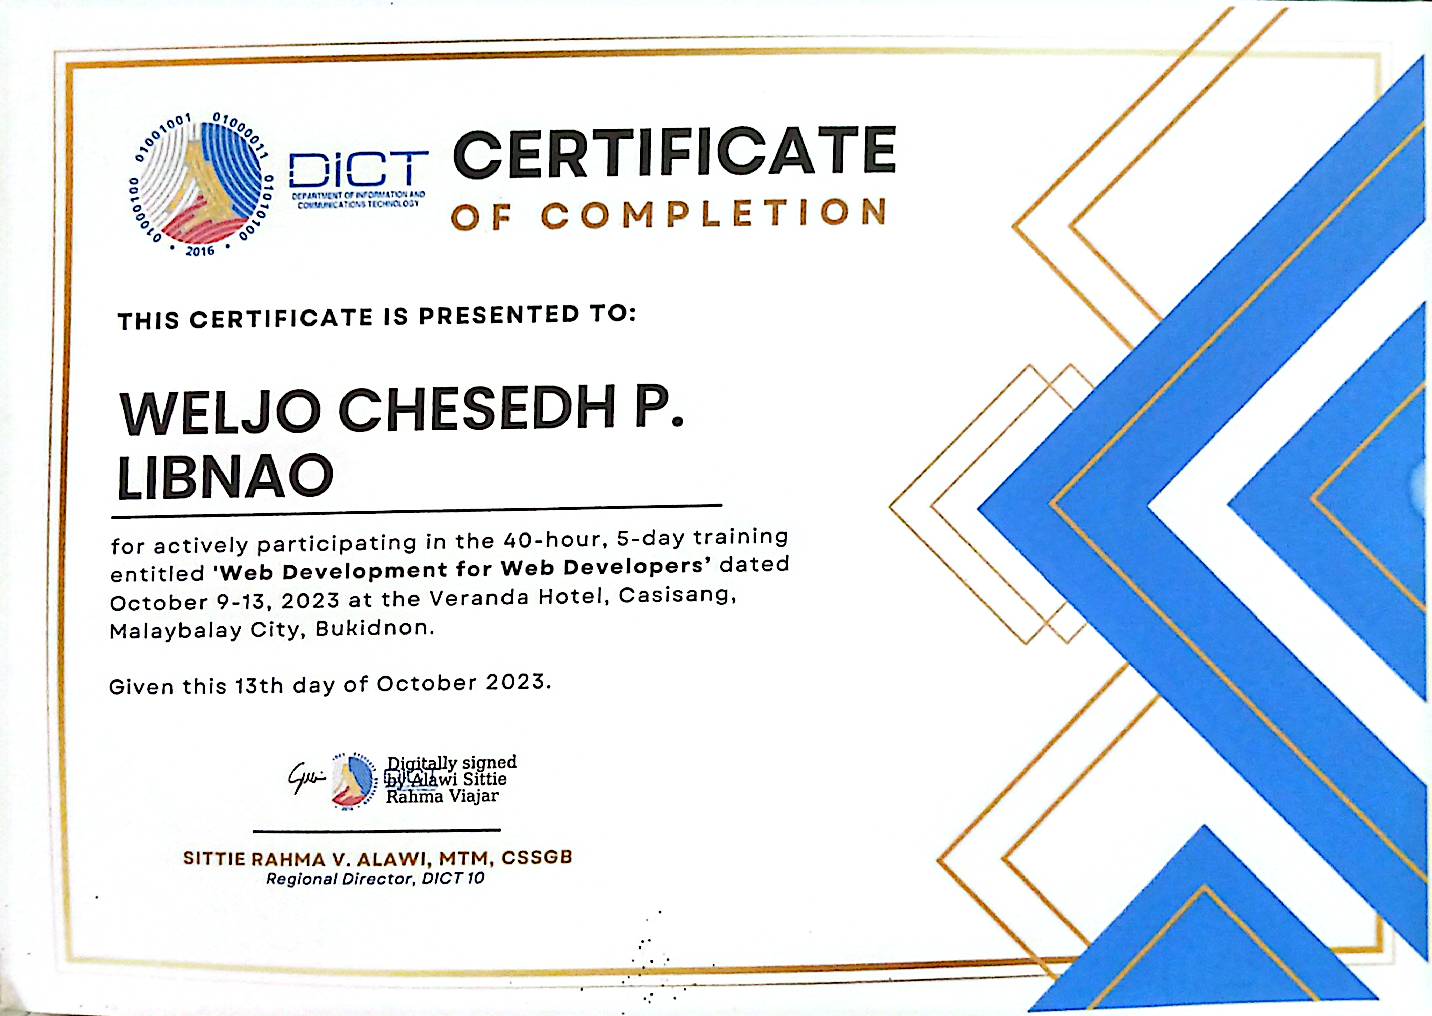 01001001 01000011 01010100 00100 01000100
2016
DICT
DEPARTMENT OF INFORMATION AND
COMMUNICATIONS TECHNOLOGY
CERTIFICATE
OF COMPLETION
THIS CERTIFICATE IS PRESENTED TO:
WELJO CHESEDH P.
LIBNAO
for actively participating in the 40-hour, 5-day training
entitled 'Web Development for Web Developers’ dated
October 9-13, 2023 at the Veranda Hotel, Casisang,
Malaybalay City, Bukidnon.
Given this 13th day of October 2023.
Digitally signed
by Alawi Sittie
Rahma Viajar
SITTIE RAHMA V. ALAWI, MTM, CSSGB
Regional Director, DICT 10